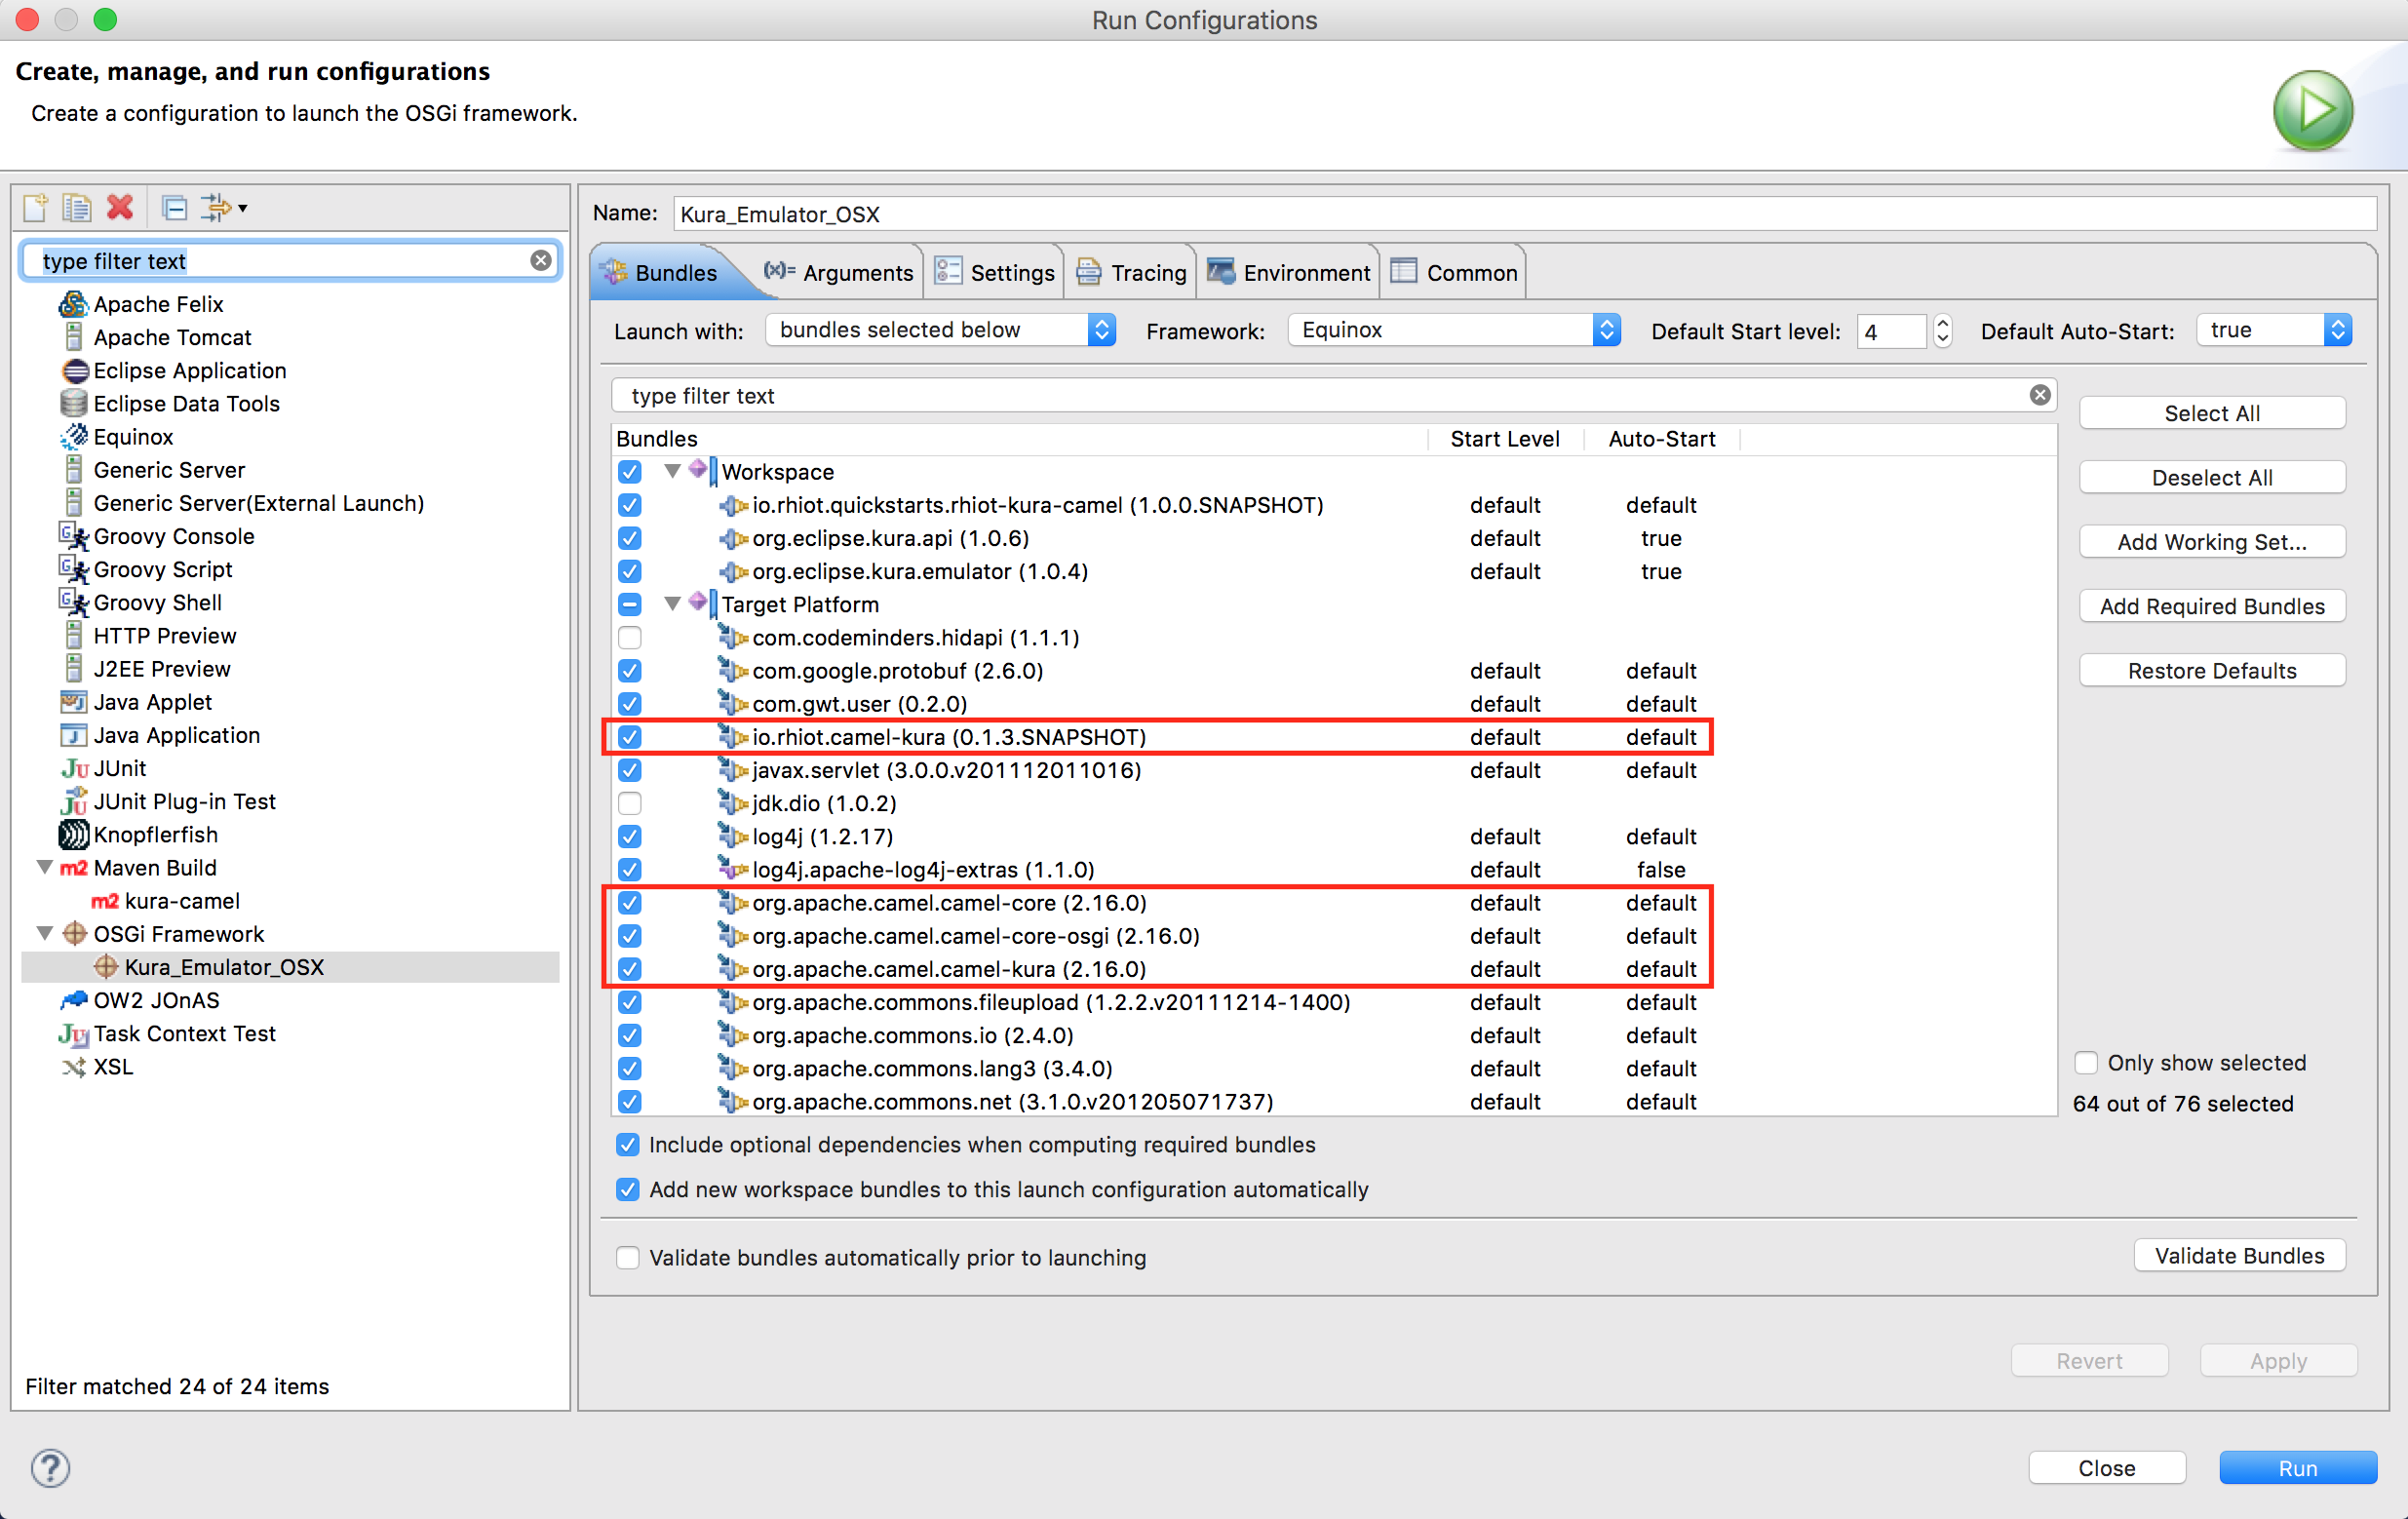 Run Configurations
Create, manage, and run configurations
Create a configuration to launch the OSGi framework.
type filter text
Apache Felix
Apache Tomcat
Eclipse Application
Eclipse Data Tools
Equinox
Generic Server
Generic Server(External Launch)
Groovy Console
Groovy Script
Groovy Shell
HTTP Preview
J2EE Preview
Java Applet
Java Application
JUnit
JUnit Plug-in Test
Knopflerfish
m2 Maven Build
m2 kura-camel
OSGi Framework
Kura_Emulator_OSX
OW2 JOnAS
Task Context Test
XSL
Filter matched 24 of 24 items
Name: Kura_Emulator_OSX
Bundles (x)= Arguments Settings Tracing Environment Common
Launch with: bundles selected below Framework: Equinox Default Start level: 4 Default Auto-Start: true
type filter text
Bundles Start Level Auto-Start
Workspace
io.rhiot.quickstarts.rhiot-kura-camel (1.0.0.SNAPSHOT) default default
org.eclipse.kura.api (1.0.6) default true
org.eclipse.kura.emulator (1.0.4) default true
Target Platform
com.codeminders.hidapi (1.1.1)
com.google.protobuf (2.6.0) default default
com.gwt.user (0.2.0) default default
io.rhiot.camel-kura (0.1.3.SNAPSHOT) default default
javax.servlet (3.0.0.v201112011016) default default
jdk.dio (1.0.2)
log4j (1.2.17) default default
log4j.apache-log4j-extras (1.1.0) default false
org.apache.camel.camel-core (2.16.0) default default
org.apache.camel.camel-core-osgi (2.16.0) default default
org.apache.camel.camel-kura (2.16.0) default default
org.apache.commons.fileupload (1.2.2.v20111214-1400) default default
org.apache.commons.io (2.4.0) default default
org.apache.commons.lang3 (3.4.0) default default
org.apache.commons.net (3.1.0.v201205071737) default default
Select All
Deselect All
Add Working Set...
Add Required Bundles
Restore Defaults
Only show selected
64 out of 76 selected
Include optional dependencies when computing required bundles
Add new workspace bundles to this launch configuration automatically
Validate bundles automatically prior to launching
Validate Bundles
Revert Apply
?
Close Run